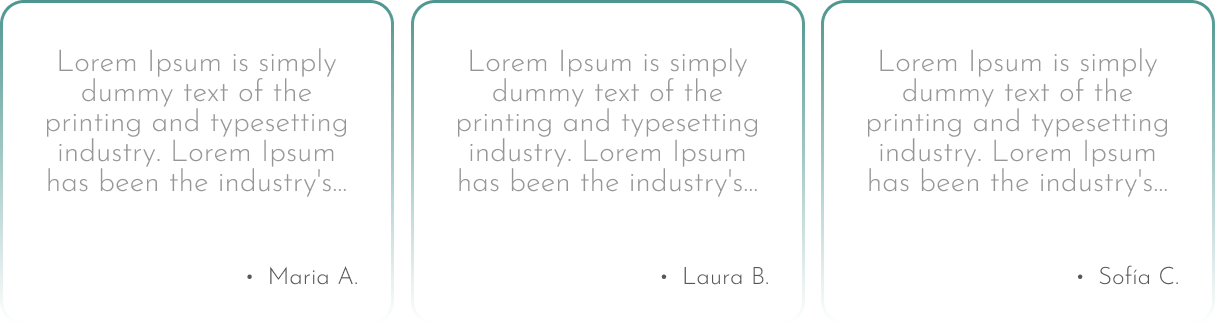 Lorem Ipsum is simply
dummy text of the
printing and typesetting
industry. Lorem Ipsum
has been the industry's...
• Maria A.
Lorem Ipsum is simply
dummy text of the
printing and typesetting
industry. Lorem Ipsum
has been the industry's...
• Laura B.
Lorem Ipsum is simply
dummy text of the
printing and typesetting
industry. Lorem Ipsum
has been the industry's...
• Sofía C.